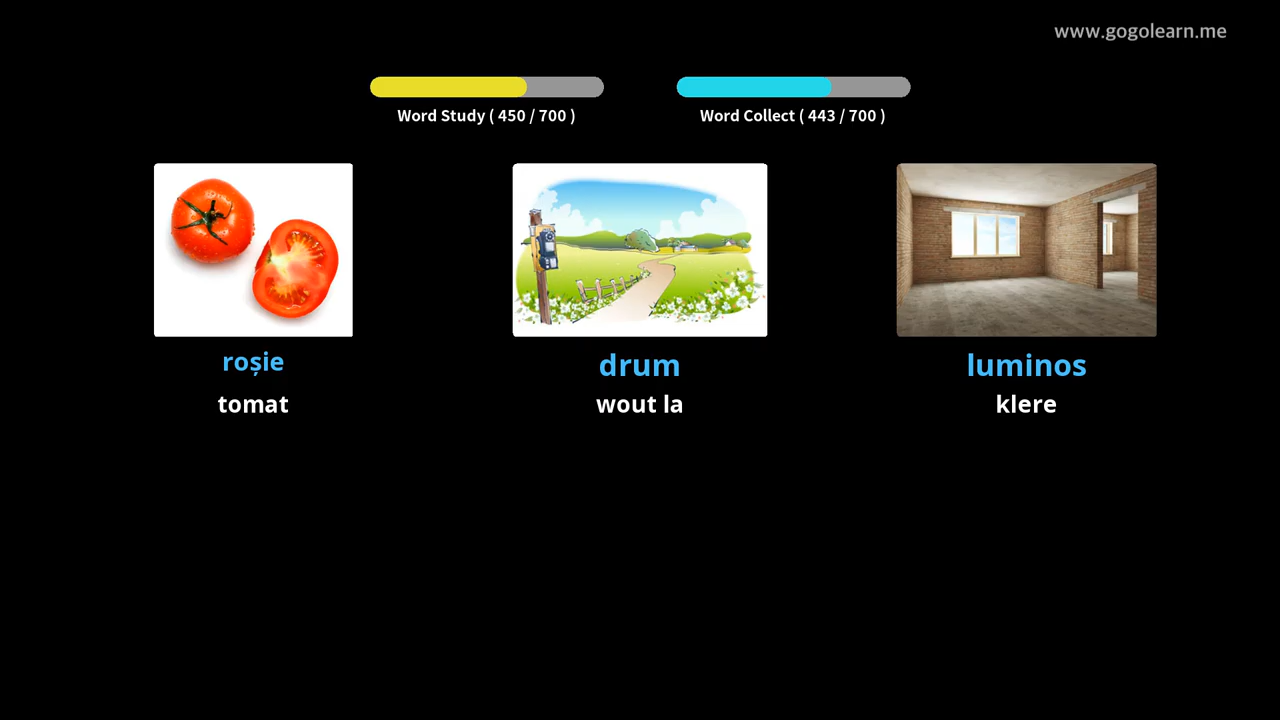 www.gogolearn.me
Word Study ( 450 / 700 )
Word Collect ( 443 / 700 )
roșie
drum
luminos
tomat
wout la
klere